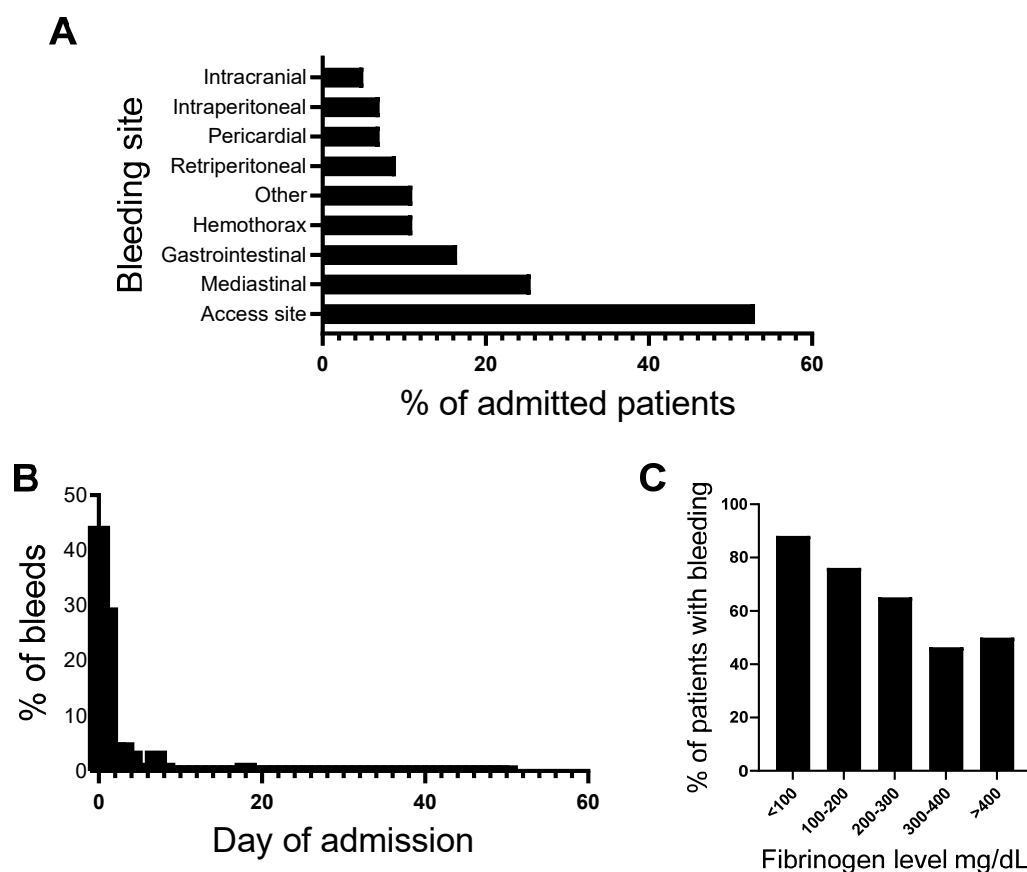 A
Bleeding site
Intracranial
Intraperitoneal
Pericardial
Retriperitoneal
Other
Hemothorax
Gastrointestinal
Mediastinal
Access site
0 20 40 60
% of admitted patients
B
% of bleeds
50
40
30
20
10
0
0 20 40 60
Day of admission
C
% of patients with bleeding
100
80
60
40
20
0
<100 100-200 200-300 300-400 >400
Fibrinogen level mg/dL